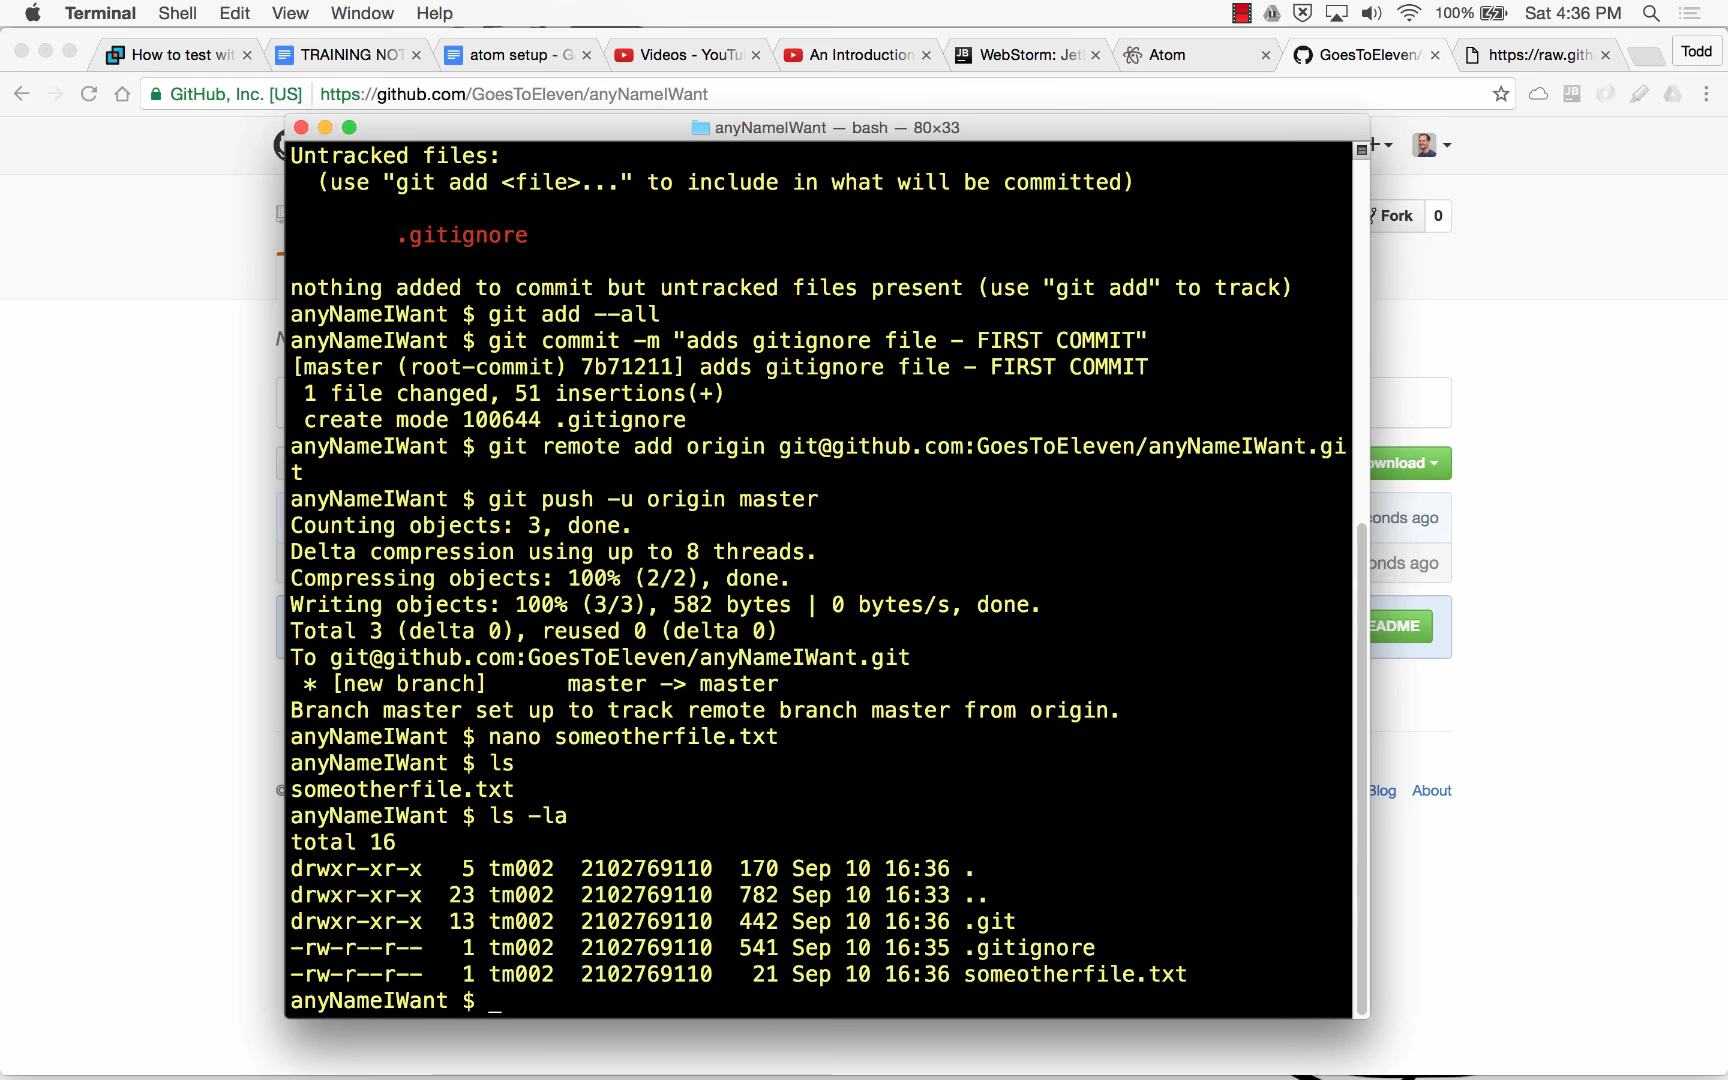 Terminal Shell Edit View Window Help 100% Sat 4:36 PM
How to test wit TRAINING NOT atom setup - G Videos - YouTu An Introduction WebStorm: Jet Atom GoesToEleven/ https://raw.gith Todd
GitHub, Inc. [US] https://github.com/GoesToEleven/anyNameIWant
anyNameIWant — bash — 80×33
Untracked files:
(use "git add <file>..." to include in what will be committed)
.gitignore
nothing added to commit but untracked files present (use "git add" to track)
anyNameIWant $ git add --all
anyNameIWant $ git commit -m "adds gitignore file - FIRST COMMIT"
[master (root-commit) 7b71211] adds gitignore file - FIRST COMMIT
1 file changed, 51 insertions(+)
create mode 100644 .gitignore
anyNameIWant $ git remote add origin git@github.com:GoesToEleven/anyNameIWant.gi
t
anyNameIWant $ git push -u origin master
Counting objects: 3, done.
Delta compression using up to 8 threads.
Compressing objects: 100% (2/2), done.
Writing objects: 100% (3/3), 582 bytes | 0 bytes/s, done.
Total 3 (delta 0), reused 0 (delta 0)
To git@github.com:GoesToEleven/anyNameIWant.git
* [new branch] master -> master
Branch master set up to track remote branch master from origin.
anyNameIWant $ nano someotherfile.txt
anyNameIWant $ ls
someotherfile.txt
anyNameIWant $ ls -la
total 16
drwxr-xr-x 5 tm002 2102769110 170 Sep 10 16:36 .
drwxr-xr-x 23 tm002 2102769110 782 Sep 10 16:33 ..
drwxr-xr-x 13 tm002 2102769110 442 Sep 10 16:36 .git
-rw-r--r-- 1 tm002 2102769110 541 Sep 10 16:35 .gitignore
-rw-r--r-- 1 tm002 2102769110 21 Sep 10 16:36 someotherfile.txt
anyNameIWant $ _
Fork 0
ownload
conds ago
onds ago
EADME
Blog About